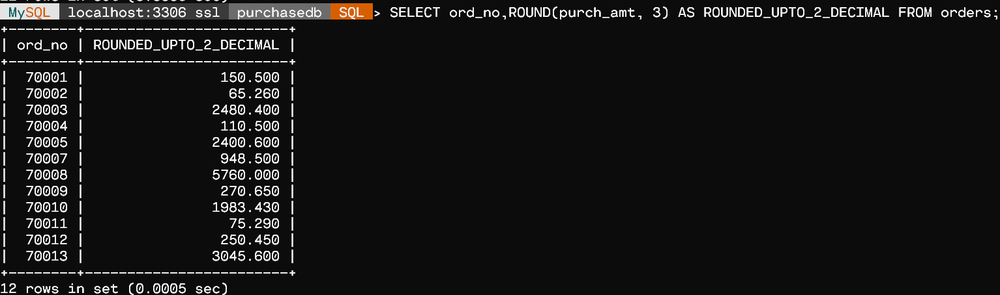 MySQL localhost:3306 ssl purchasedb SQL > SELECT ord_no,ROUND(purch_amt, 3) AS ROUNDED_UPTO_2_DECIMAL FROM orders;
+--------+------------------------+
| ord_no | ROUNDED_UPTO_2_DECIMAL |
+--------+------------------------+
|  70001 |                150.500 |
|  70002 |                 65.260 |
|  70003 |               2480.400 |
|  70004 |                110.500 |
|  70005 |               2400.600 |
|  70007 |                948.500 |
|  70008 |               5760.000 |
|  70009 |                270.650 |
|  70010 |               1983.430 |
|  70011 |                 75.290 |
|  70012 |                250.450 |
|  70013 |               3045.600 |
+--------+------------------------+
12 rows in set (0.0005 sec)